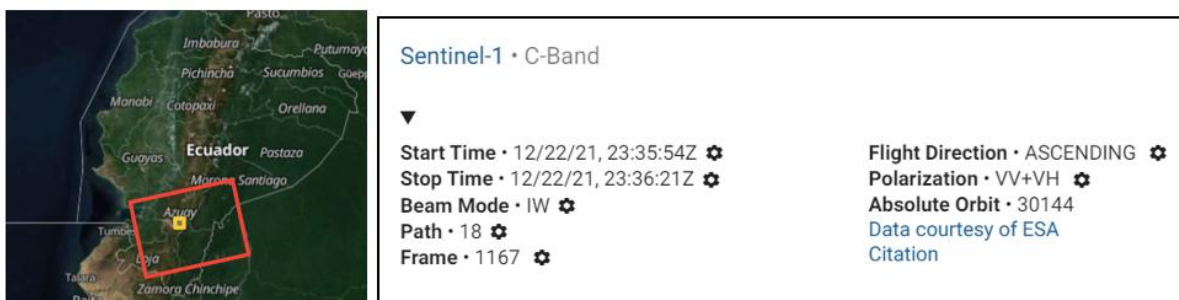 Pasto
Imbabura
Putumayo
Pichincha
Sucumbios
Manabi
Cotopaxi
Orellana
Guayas
Ecuador
Pastaza
Morona Santiago
Azuay
Loja
Zamora Chinchipe
Sentinel-1 • C-Band
▼
Start Time • 12/22/21, 23:35:54Z
Stop Time • 12/22/21, 23:36:21Z
Beam Mode • IW
Path • 18
Frame • 1167
Flight Direction • ASCENDING
Polarization • VV+VH
Absolute Orbit • 30144
Data courtesy of ESA
Citation